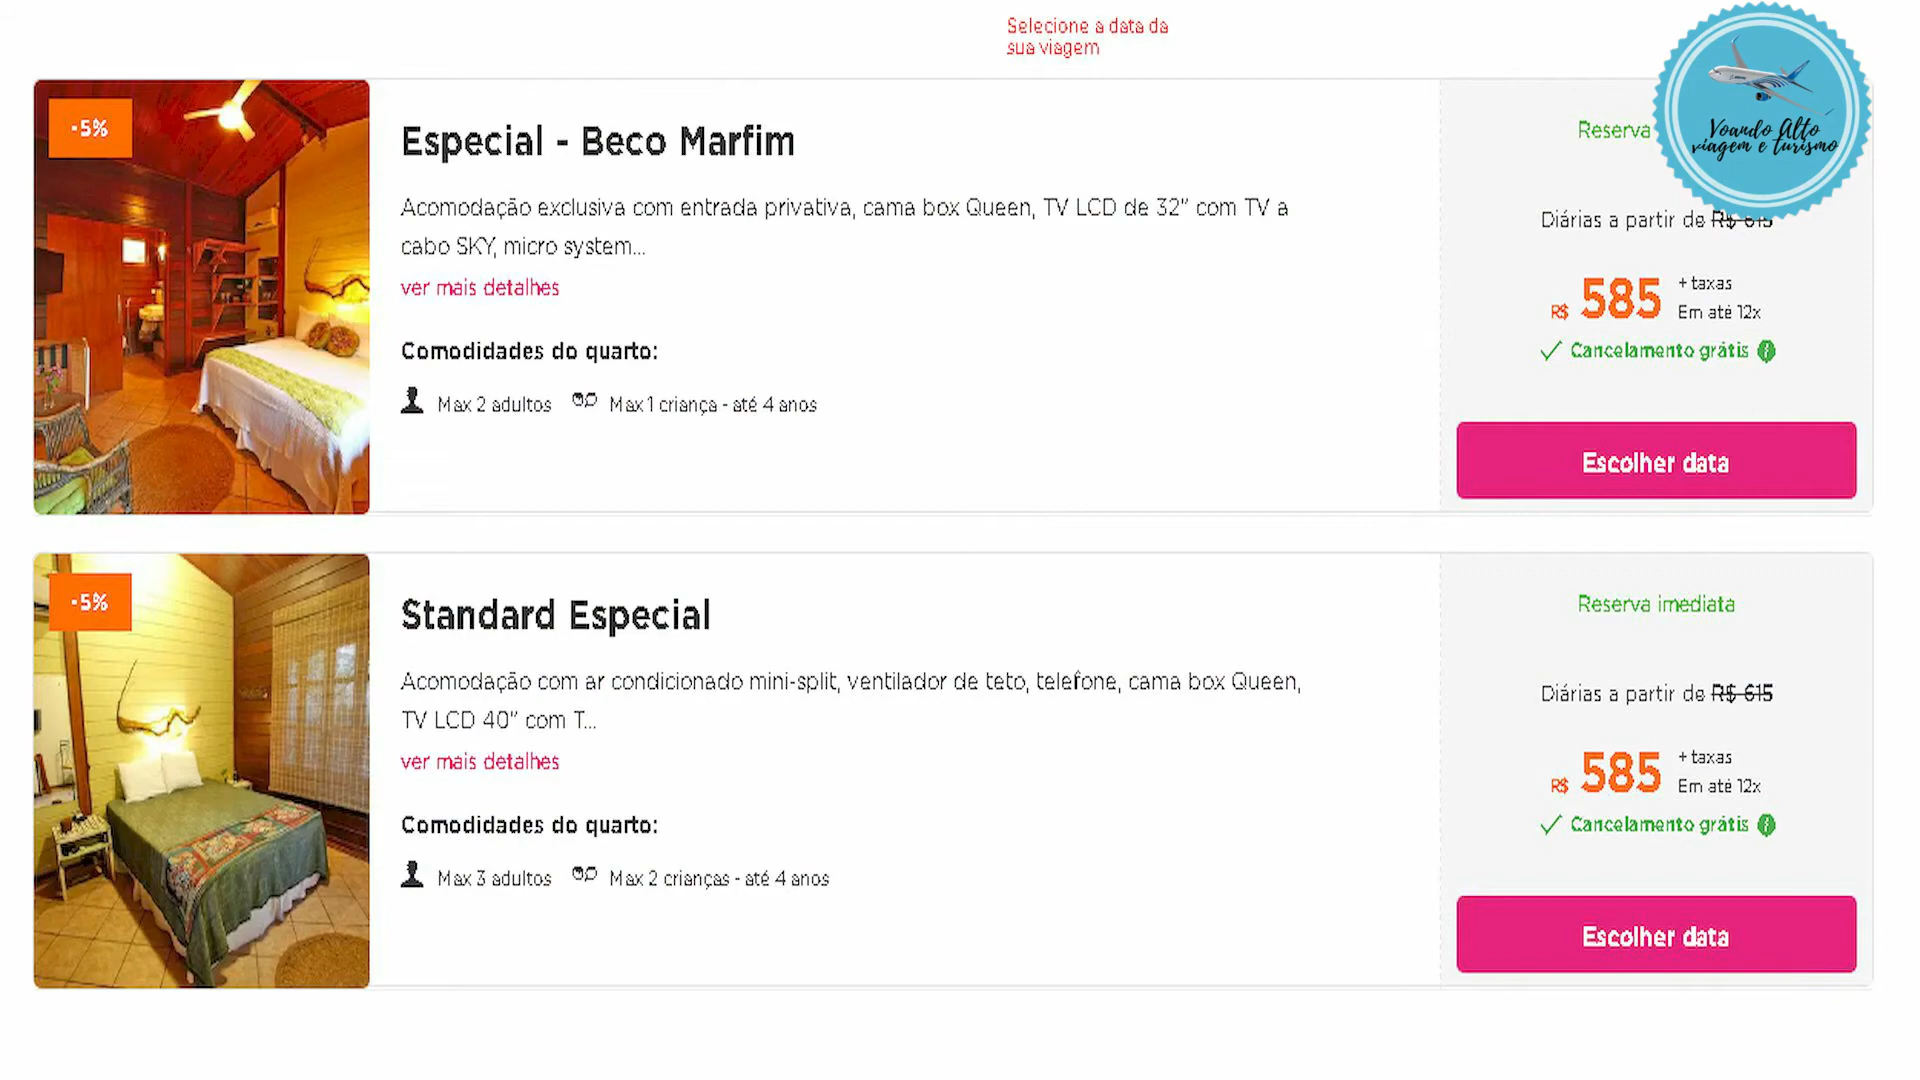 Selecione a data da
sua viagem
-5%
Especial - Beco Marfim
Acomodação exclusiva com entrada privativa, cama box Queen, TV LCD de 32" com TV a
cabo SKY, micro system...
ver mais detalhes
Comodidades do quarto:
Max 2 adultos Max 1 criança - até 4 anos
Reserva
Voando Alto
viagem e turismo
Diárias a partir de R$ 615
R$ 585 + taxas
Em até 12x
Cancelamento grátis
Escolher data
-5%
Standard Especial
Acomodação com ar condicionado mini-split, ventilador de teto, telefone, cama box Queen,
TV LCD 40" com T...
ver mais detalhes
Comodidades do quarto:
Max 3 adultos Max 2 crianças - até 4 anos
Reserva imediata
Diárias a partir de R$ 615
R$ 585 + taxas
Em até 12x
Cancelamento grátis
Escolher data